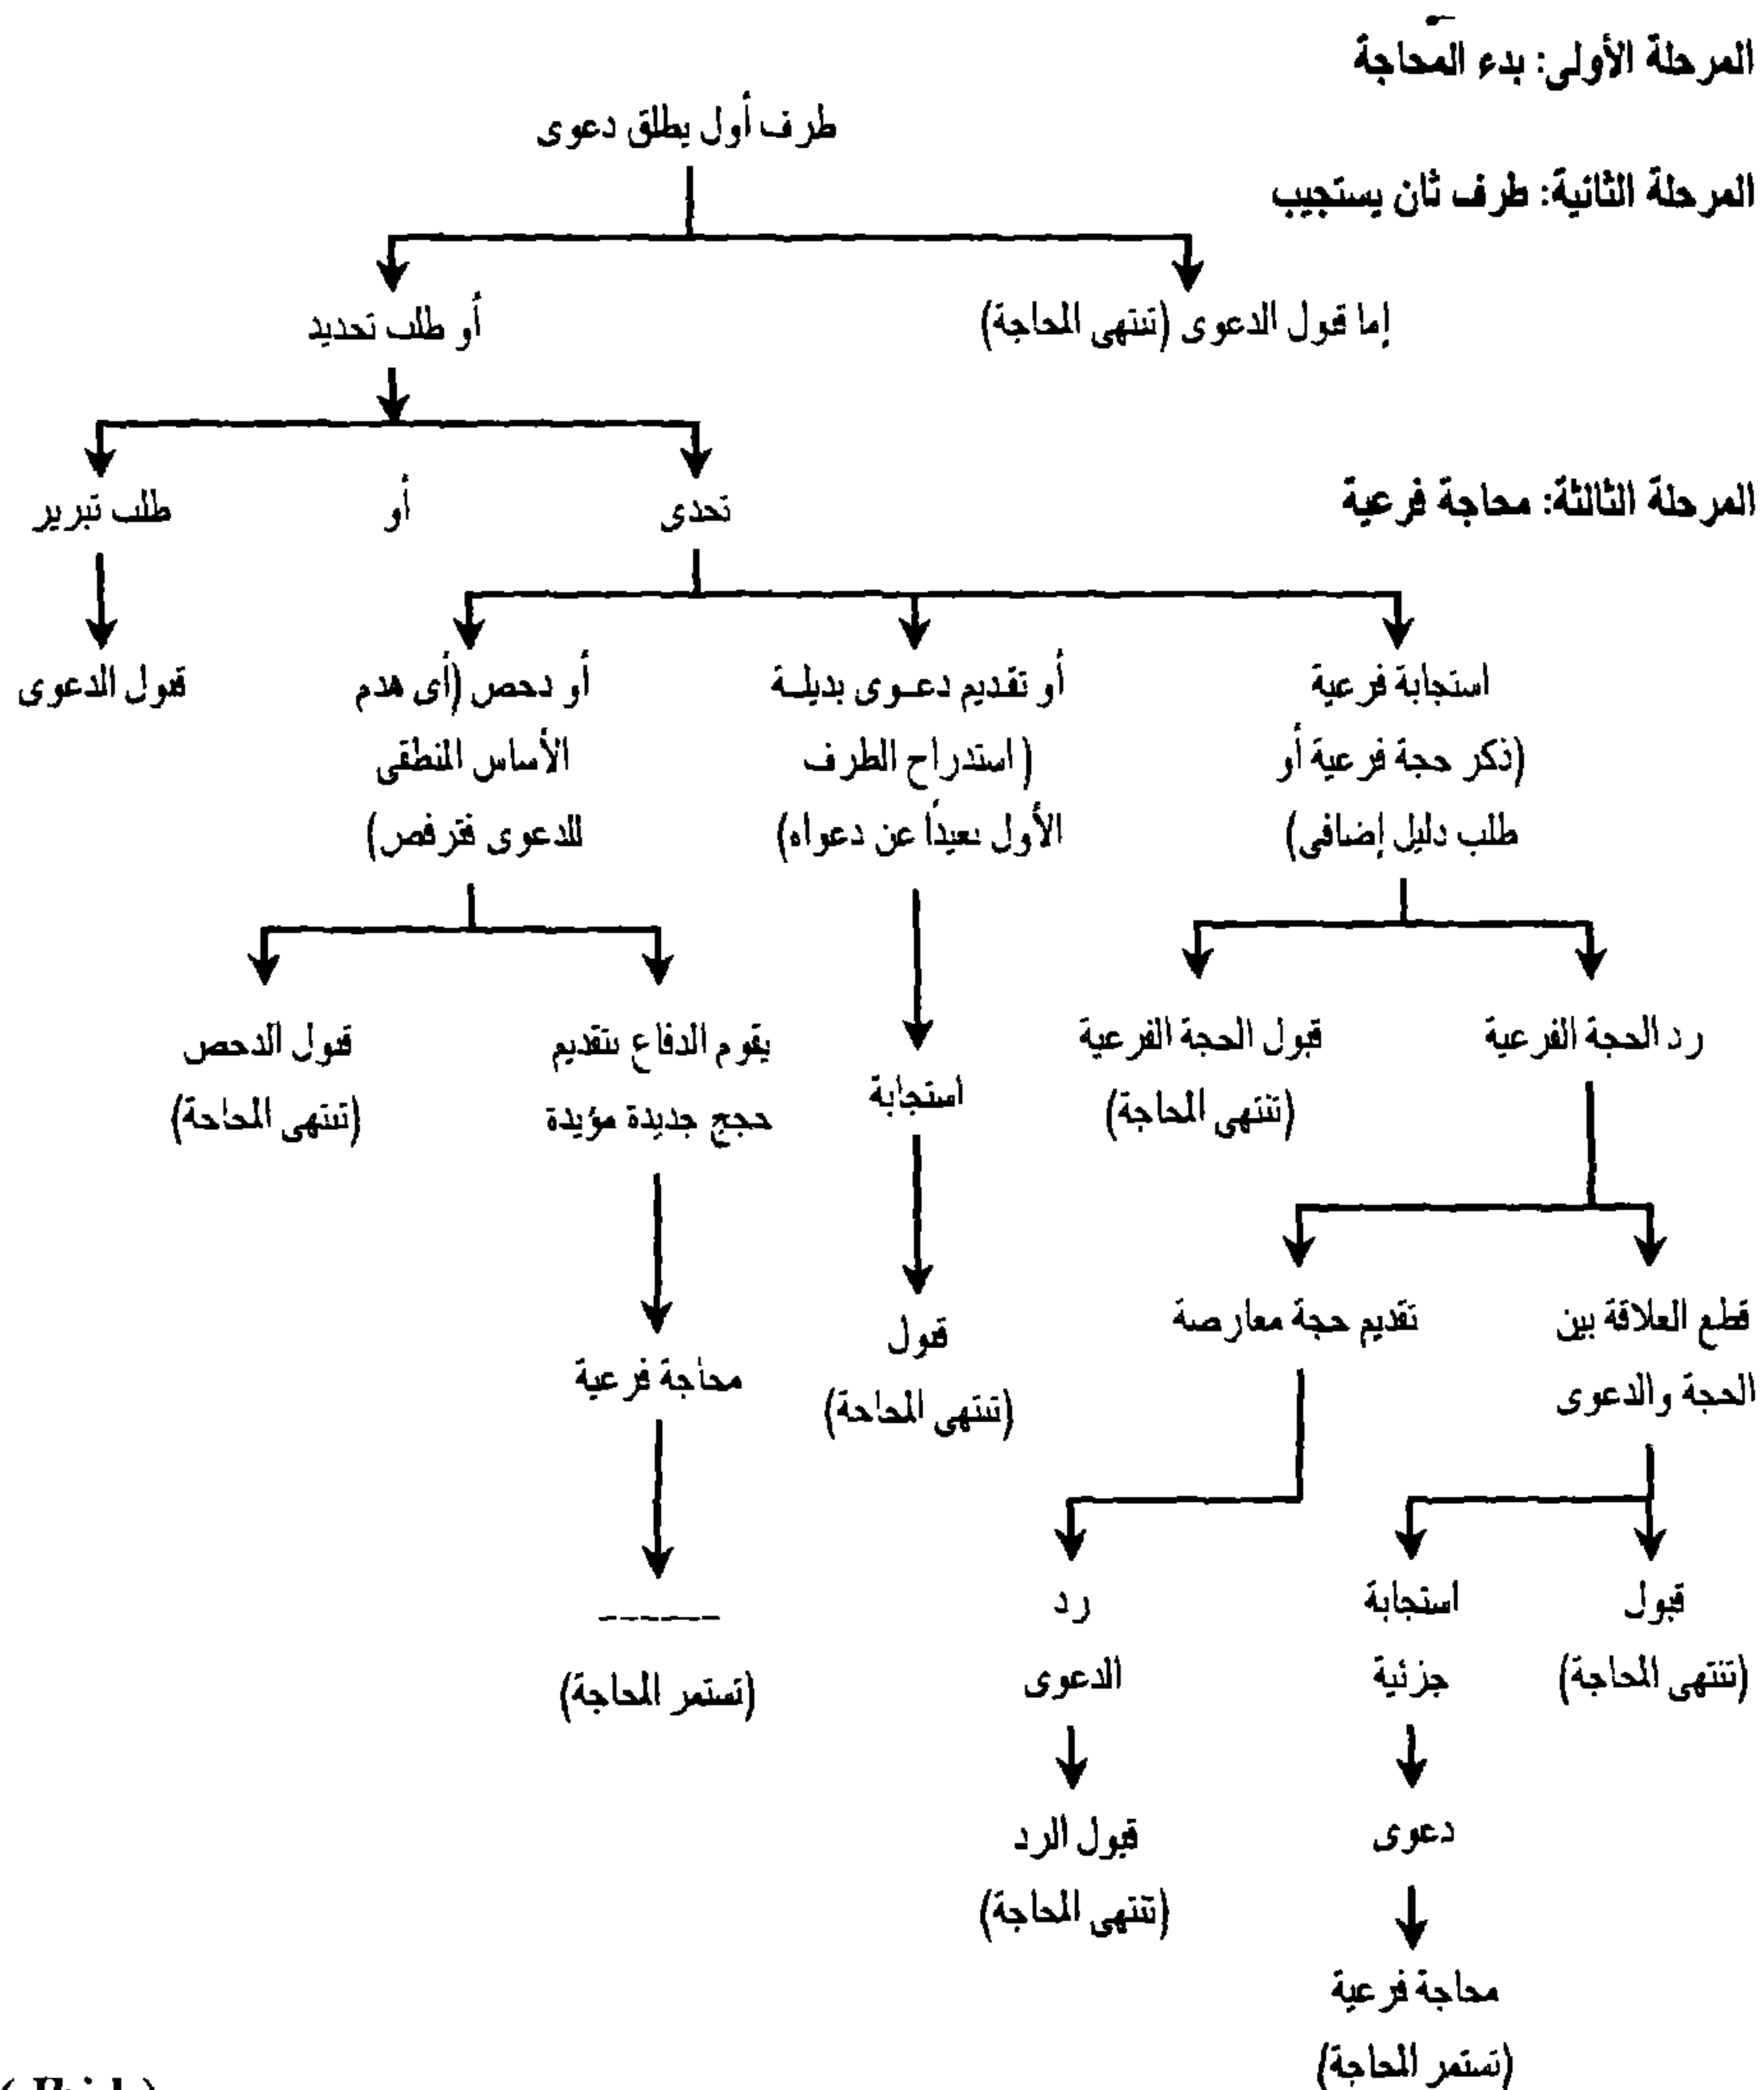 المرحلة الأولى: بدء المحاجة
طرف أول يطلق دعوى
المرحلة الثانية: طرف ثان يستجيب
إما قبول الدعوى (تنتهى المحاجة)
أو طلب تحديد
المرحلة الثالثة: محاجة فرعية
تحدى
أو
طلب تبرير
استجابة فرعية
(ذكر حجة فرعية أو
طلب دليل إضافى)
أو تقديم دعوى بديلة
(استدراج الطرف
الأول بعيداً عن دعواه)
أو دحص (أى هدم
الأساس المنطقى
للدعوى فترفص)
قبول الدعوى
رد الحجة الفرعية
قبول الحجة الفرعية
(تنتهى المحاجة)
استجابة
يقوم الدفاع بتقديم
حجج جديدة مؤيدة
قبول الدحص
(تنتهى المحاجة)
قطع العلاقة بين
الحجة والدعوى
تقديم حجة معارصة
قبول
(تنتهى المحاجة)
محاجة فرعية
قبول
(تنتهى المحاجة)
استجابة
جزئية
رد
الدعوى
------
(تستمر المحاجة)
دعوى
قبول الرد
(تنتهى المحاجة)
محاجة فرعية
(تستمر المحاجة)